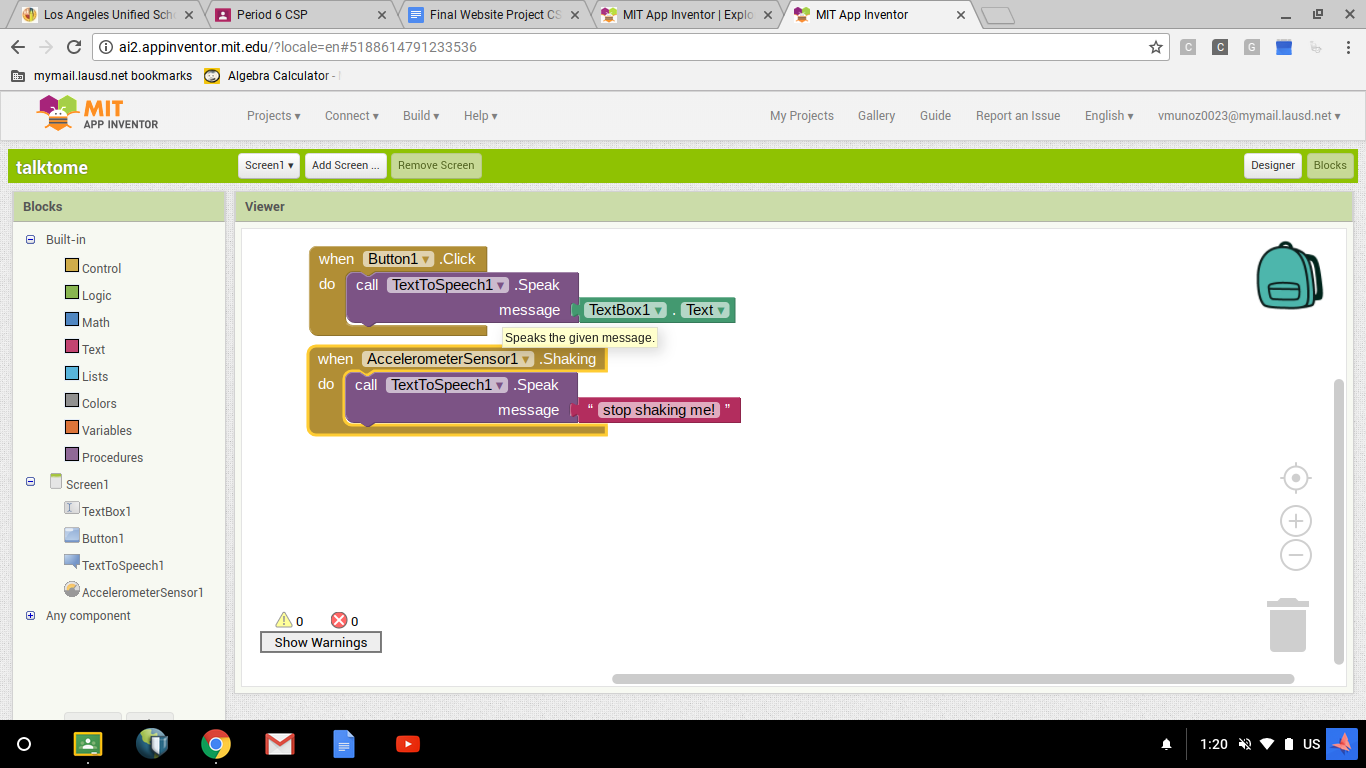 Los Angeles Unified Sch
Period 6 CSP
Final Website Project CS
MIT App Inventor | Explo
MIT App Inventor
ai2.appinventor.mit.edu/?locale=en#5188614791233536
mymail.lausd.net bookmarks
Algebra Calculator -
MIT
APP INVENTOR
Projects ▾
Connect ▾
Build ▾
Help ▾
My Projects
Gallery
Guide
Report an Issue
English ▾
vmunoz0023@mymail.lausd.net ▾
talktome
Screen1 ▾
Add Screen ...
Remove Screen
Designer
Blocks
Blocks
Viewer
Built-in
Control
Logic
Math
Text
Lists
Colors
Variables
Procedures
Screen1
TextBox1
Button1
TextToSpeech1
AccelerometerSensor1
Any component
when Button1 ▾ .Click
do call TextToSpeech1 ▾ .Speak
message TextBox1 ▾ . Text ▾
Speaks the given message.
when AccelerometerSensor1 ▾ .Shaking
do call TextToSpeech1 ▾ .Speak
message “ stop shaking me! ”
0 0
Show Warnings
1:20 US